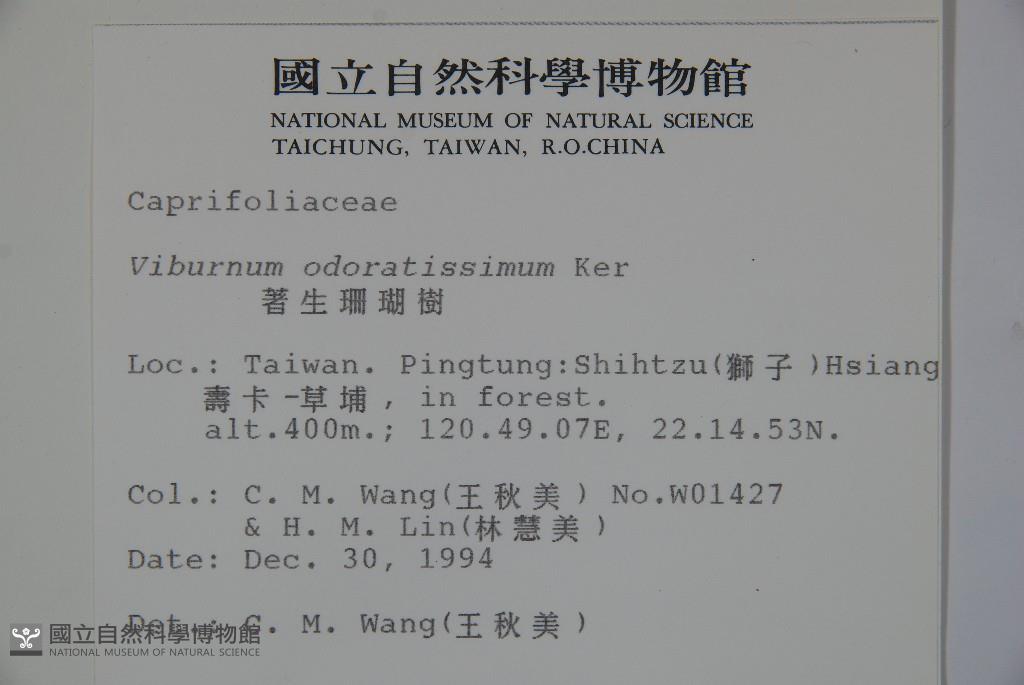 國立自然科學博物館
NATIONAL MUSEUM OF NATURAL SCIENCE
TAICHUNG, TAIWAN, R.O.CHINA
Caprifoliaceae
Viburnum odoratissimum Ker
著生珊瑚樹
Loc.: Taiwan. Pingtung:Shihtzu(獅子)Hsiang
壽卡-草埔, in forest.
alt.400m.; 120.49.07E, 22.14.53N.
Col.: C. M. Wang(王秋美) No.W01427
& H. M. Lin(林慧美)
Date: Dec. 30, 1994
Det.: C. M. Wang(王秋美)
國立自然科學博物館
NATIONAL MUSEUM OF NATURAL SCIENCE